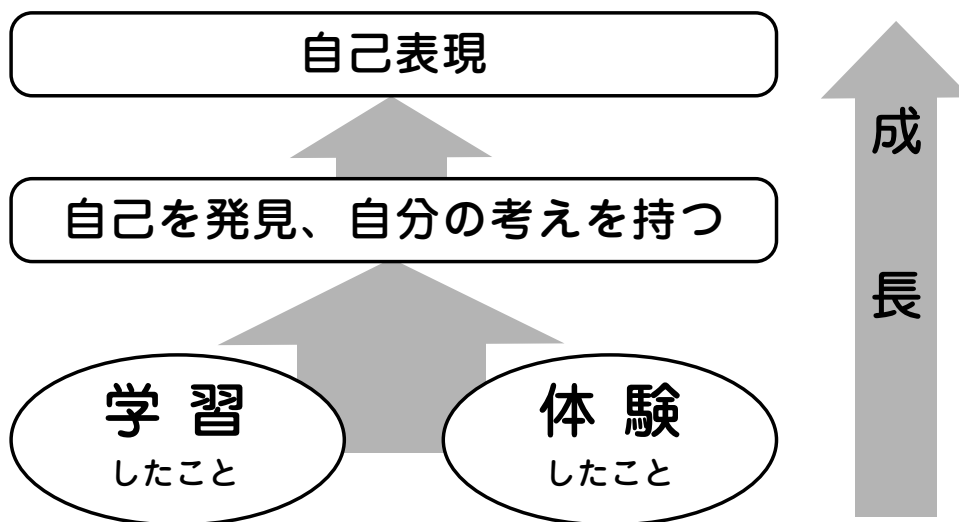 自己表現
自己を発見、自分の考えを持つ
学習
したこと
体験
したこと
成長